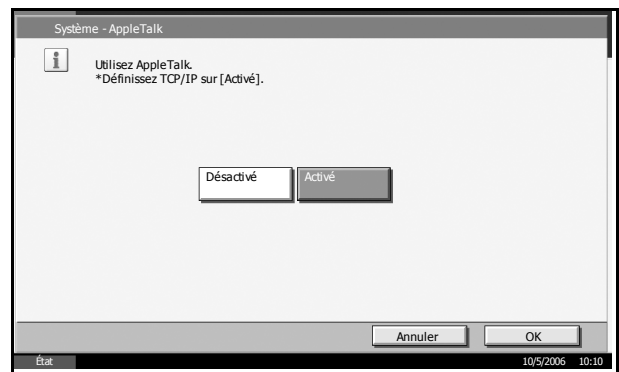 Système - AppleTalk
Utilisez AppleTalk.
*Définissez TCP/IP sur [Activé].
Désactivé
Activé
Annuler
OK
État
10/5/2006 10:10